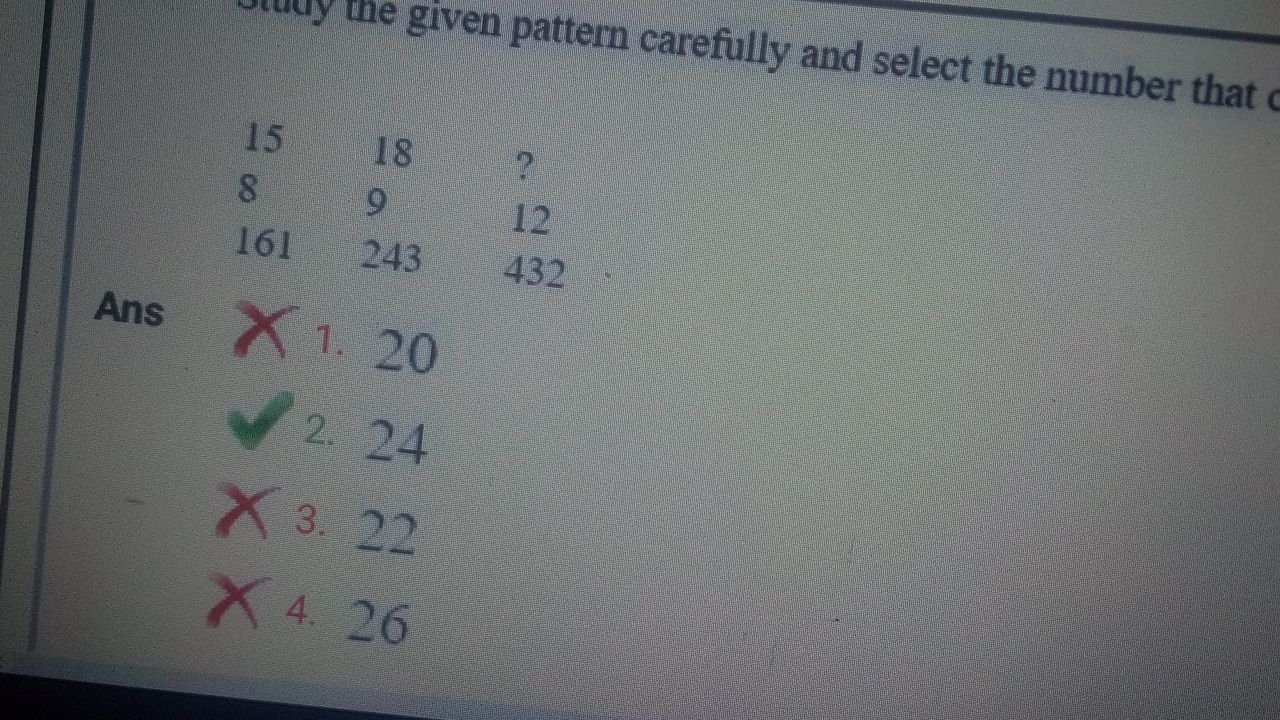 Study the given pattern carefully and select the number that
15 18 ?
8 9 12
161 243 432
Ans
1. 20
2. 24
3. 22
4. 26